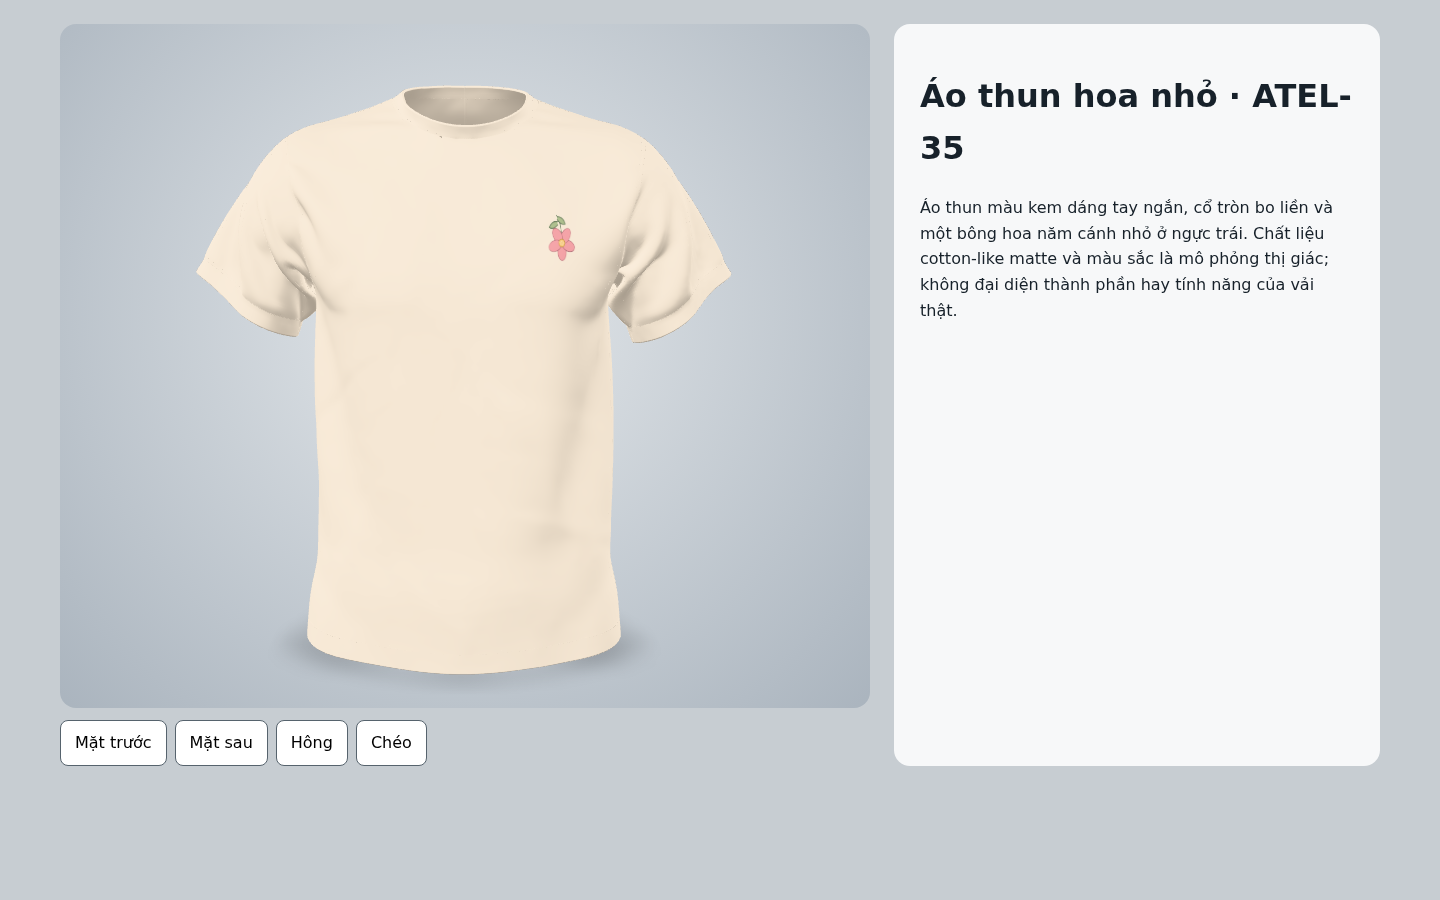 Áo thun hoa nhỏ · ATEL-
35
Áo thun màu kem dáng tay ngắn, cổ tròn bo liền và
một bông hoa năm cánh nhỏ ở ngực trái. Chất liệu
cotton-like matte và màu sắc là mô phỏng thị giác;
không đại diện thành phần hay tính năng của vải
thật.
Mặt trước
Mặt sau
Hông
Chéo